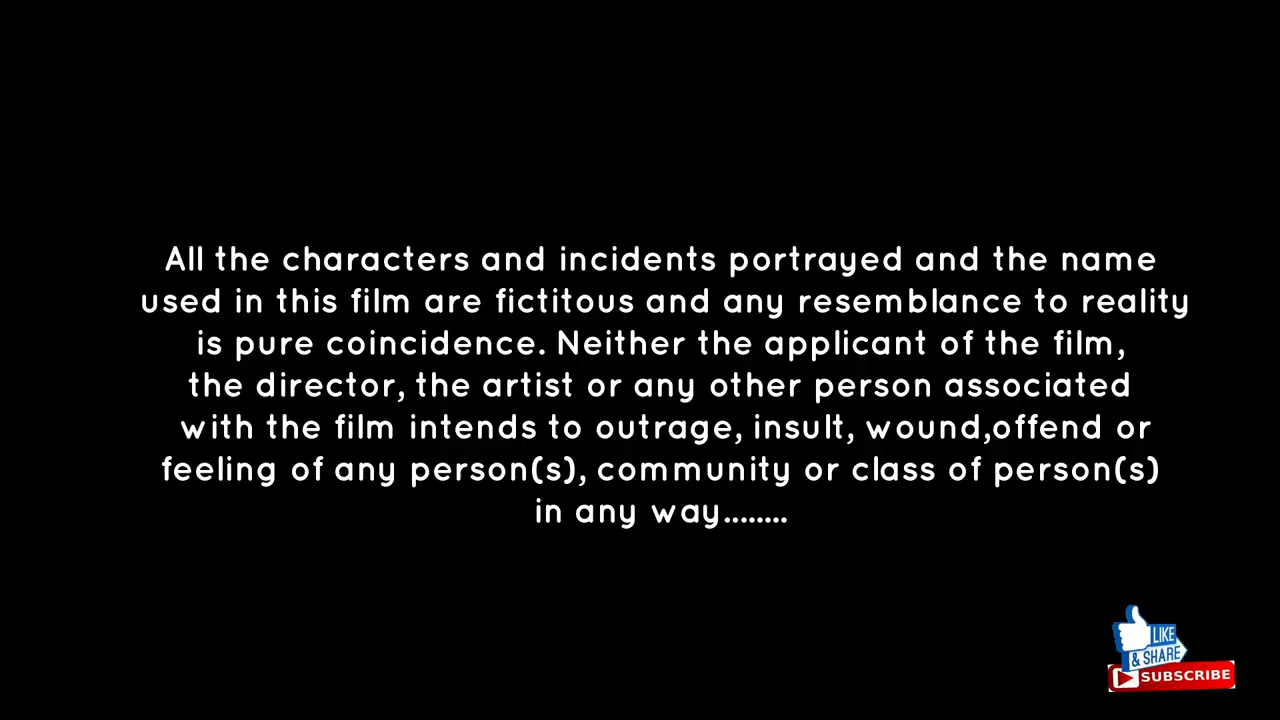 All the characters and incidents portrayed and the name
used in this film are fictitous and any resemblance to reality
is pure coincidence. Neither the applicant of the film,
the director, the artist or any other person associated
with the film intends to outrage, insult, wound,offend or
feeling of any person(s), community or class of person(s)
in any way........
LIKE
& SHARE
SUBSCRIBE